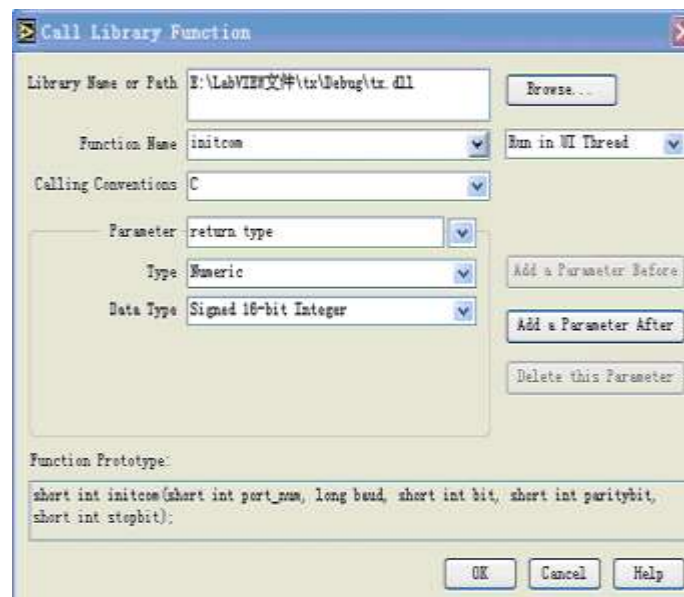 Call Library Function
Library Name or Path E:\LabVIEW文件\tx\Debug\tx.dll Browse...
Function Name initcom Run in UI Thread
Calling Conventions C
Parameter return type
Type Numeric Add a Parameter Before
Data Type Signed 16-bit Integer Add a Parameter After
Delete this Parameter
Function Prototype:
short int initcom(short int port_num, long baud, short int bit, short int paritybit,
short int stopbit);
OK Cancel Help